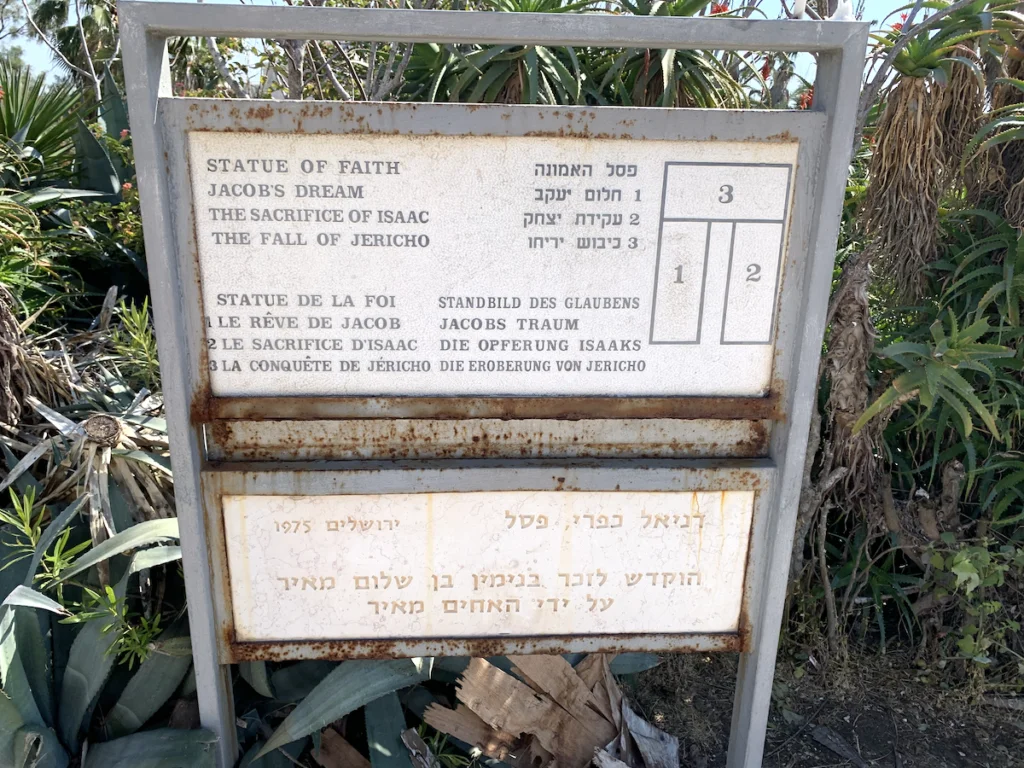 STATUE OF FAITH
JACOB'S DREAM
THE SACRIFICE OF ISAAC
THE FALL OF JERICHO
פסל האמונה
1 חלום יעקב
2 עקידת יצחק
3 כיבוש יריחו
3
1
2
STATUE DE LA FOI
1 LE RÊVE DE JACOB
2 LE SACRIFICE D'ISAAC
3 LA CONQUÊTE DE JÉRICHO
STANDBILD DES GLAUBENS
JACOBS TRAUM
DIE OPFERUNG ISAAKS
DIE EROBERUNG VON JERICHO
דניאל כפרי, פסל ירושלים 1975
הוקדש לזכר בנימין בן שלום מאיר
על ידי האחים מאיר